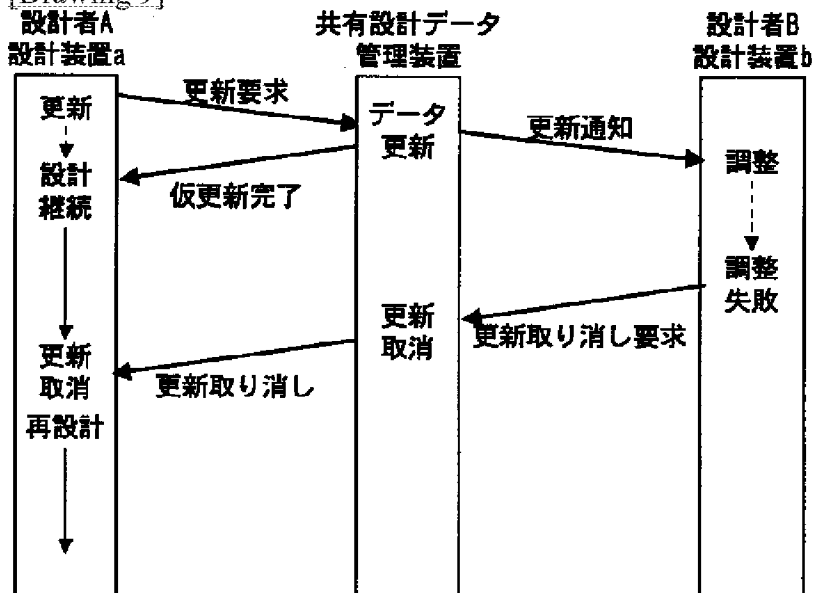 [Drawing 9]
設計者A
設計装置a
共有設計データ
管理装置
設計者B
設計装置b
更新
更新要求
データ
更新
更新通知
調整
設計
継続
仮更新完了
調整
失敗
更新
取消
更新取り消し要求
更新
取消
更新取り消し
再設計